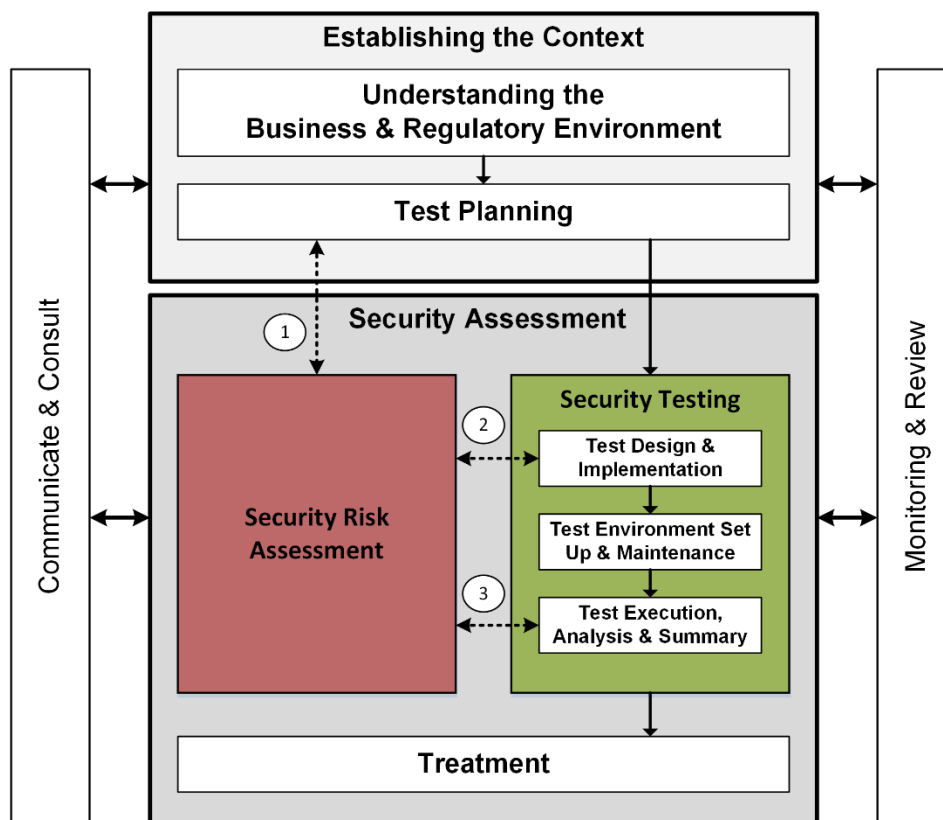 Establishing the Context
Understanding the
Business & Regulatory Environment
Test Planning
Communicate & Consult
Monitoring & Review
1
Security Assessment
Security Risk
Assessment
2
3
Security Testing
Test Design &
Implementation
Test Environment Set
Up & Maintenance
Test Execution,
Analysis & Summary
Treatment